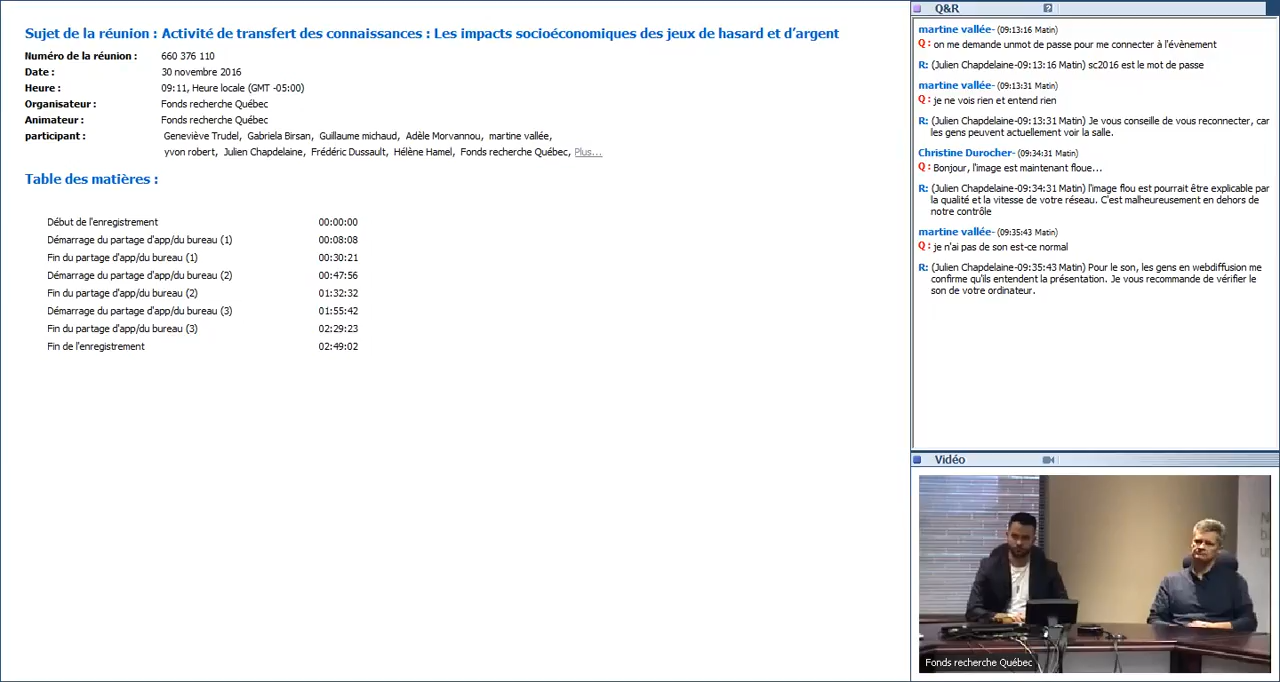 Sujet de la réunion : Activité de transfert des connaissances : Les impacts socioéconomiques des jeux de hasard et d’argent
Numéro de la réunion : 660 376 110
Date : 30 novembre 2016
Heure : 09:11, Heure locale (GMT -05:00)
Organisateur : Fonds recherche Québec
Animateur : Fonds recherche Québec
participant : Geneviève Trudel, Gabriela Birsan, Guillaume michaud, Adèle Morvannou, martine vallée,
yvon robert, Julien Chapdelaine, Frédéric Dussault, Hélène Hamel, Fonds recherche Québec, Plus...
Table des matières :
Début de l'enregistrement 00:00:00
Démarrage du partage d'app/du bureau (1) 00:08:08
Fin du partage d'app/du bureau (1) 00:30:21
Démarrage du partage d'app/du bureau (2) 00:47:56
Fin du partage d'app/du bureau (2) 01:32:32
Démarrage du partage d'app/du bureau (3) 01:55:42
Fin du partage d'app/du bureau (3) 02:29:23
Fin de l'enregistrement 02:49:02
Q&R
martine vallée- (09:13:16 Matin)
Q : on me demande unmot de passe pour me connecter à l'évènement
R: (Julien Chapdelaine-09:13:16 Matin) sc2016 est le mot de passe
martine vallée- (09:13:31 Matin)
Q : je ne vois rien et entend rien
R: (Julien Chapdelaine-09:13:31 Matin) Je vous conseille de vous reconnecter, car
les gens peuvent actuellement voir la salle.
Christine Durocher- (09:34:31 Matin)
Q : Bonjour, l'image est maintenant floue...
R: (Julien Chapdelaine-09:34:31 Matin) l'image flou est pourrait être explicable par
la qualité et la vitesse de votre réseau. C'est malheureusement en dehors de
notre contrôle
martine vallée- (09:35:43 Matin)
Q : je n'ai pas de son est-ce normal
R: (Julien Chapdelaine-09:35:43 Matin) Pour le son, les gens en webdiffusion me
confirme qu'ils entendent la présentation. Je vous recommande de vérifier le
son de votre ordinateur.
Vidéo
Fonds recherche Québec